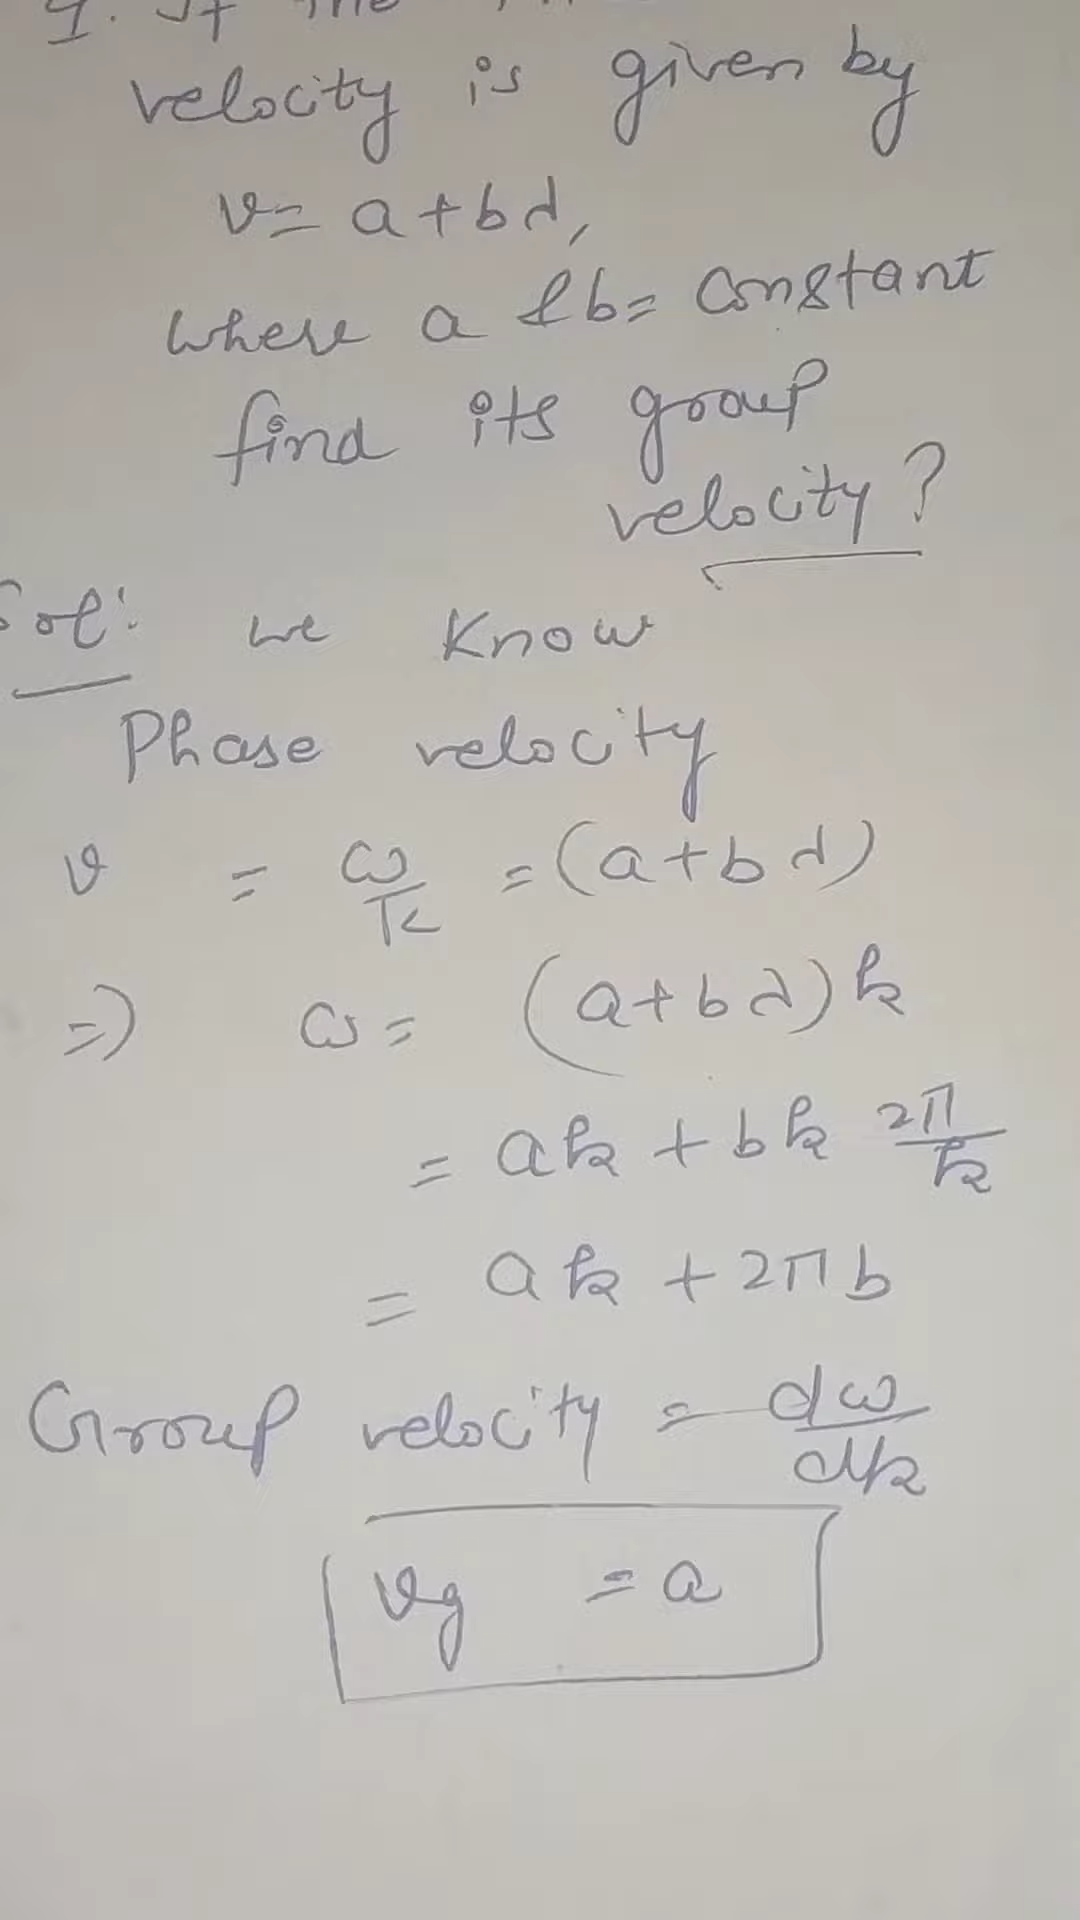 velocity is given by
v = a + bλ,
where a & b = constant
find its group
velocity?
Sol: we know
Phase velocity
v = ω/k = (a + bλ)
⇒ ω = (a + bλ) k
= ak + bk 2π/k
= ak + 2πb
Group velocity = dω/dk
vg = a